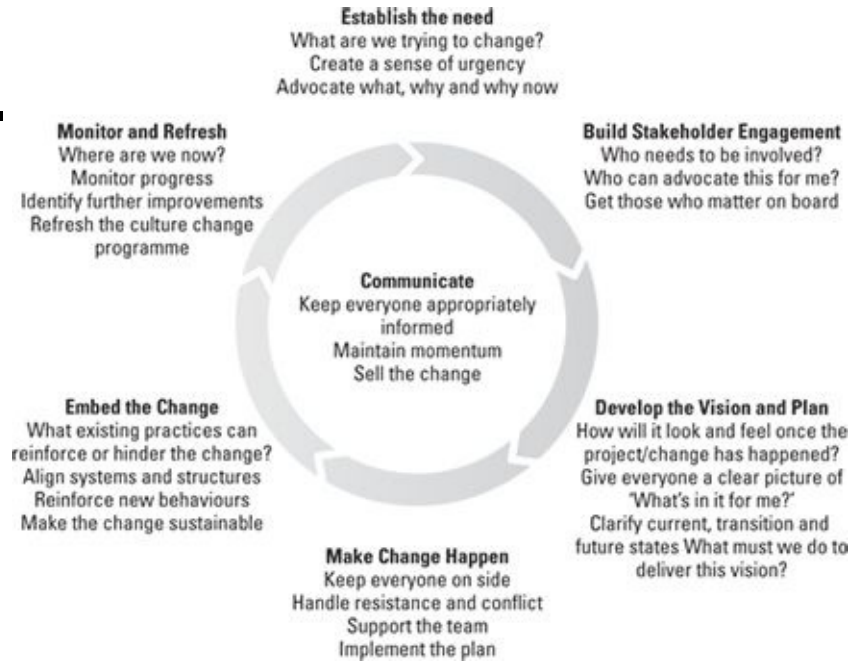 Establish the need
What are we trying to change?
Create a sense of urgency
Advocate what, why and why now
Build Stakeholder Engagement
Who needs to be involved?
Who can advocate this for me?
Get those who matter on board
Develop the Vision and Plan
How will it look and feel once the
project/change has happened?
Give everyone a clear picture of
‘What’s in it for me?’
Clarify current, transition and
future states What must we do to
deliver this vision?
Make Change Happen
Keep everyone on side
Handle resistance and conflict
Support the team
Implement the plan
Embed the Change
What existing practices can
reinforce or hinder the change?
Align systems and structures
Reinforce new behaviours
Make the change sustainable
Monitor and Refresh
Where are we now?
Monitor progress
Identify further improvements
Refresh the culture change
programme
Communicate
Keep everyone appropriately
informed
Maintain momentum
Sell the change